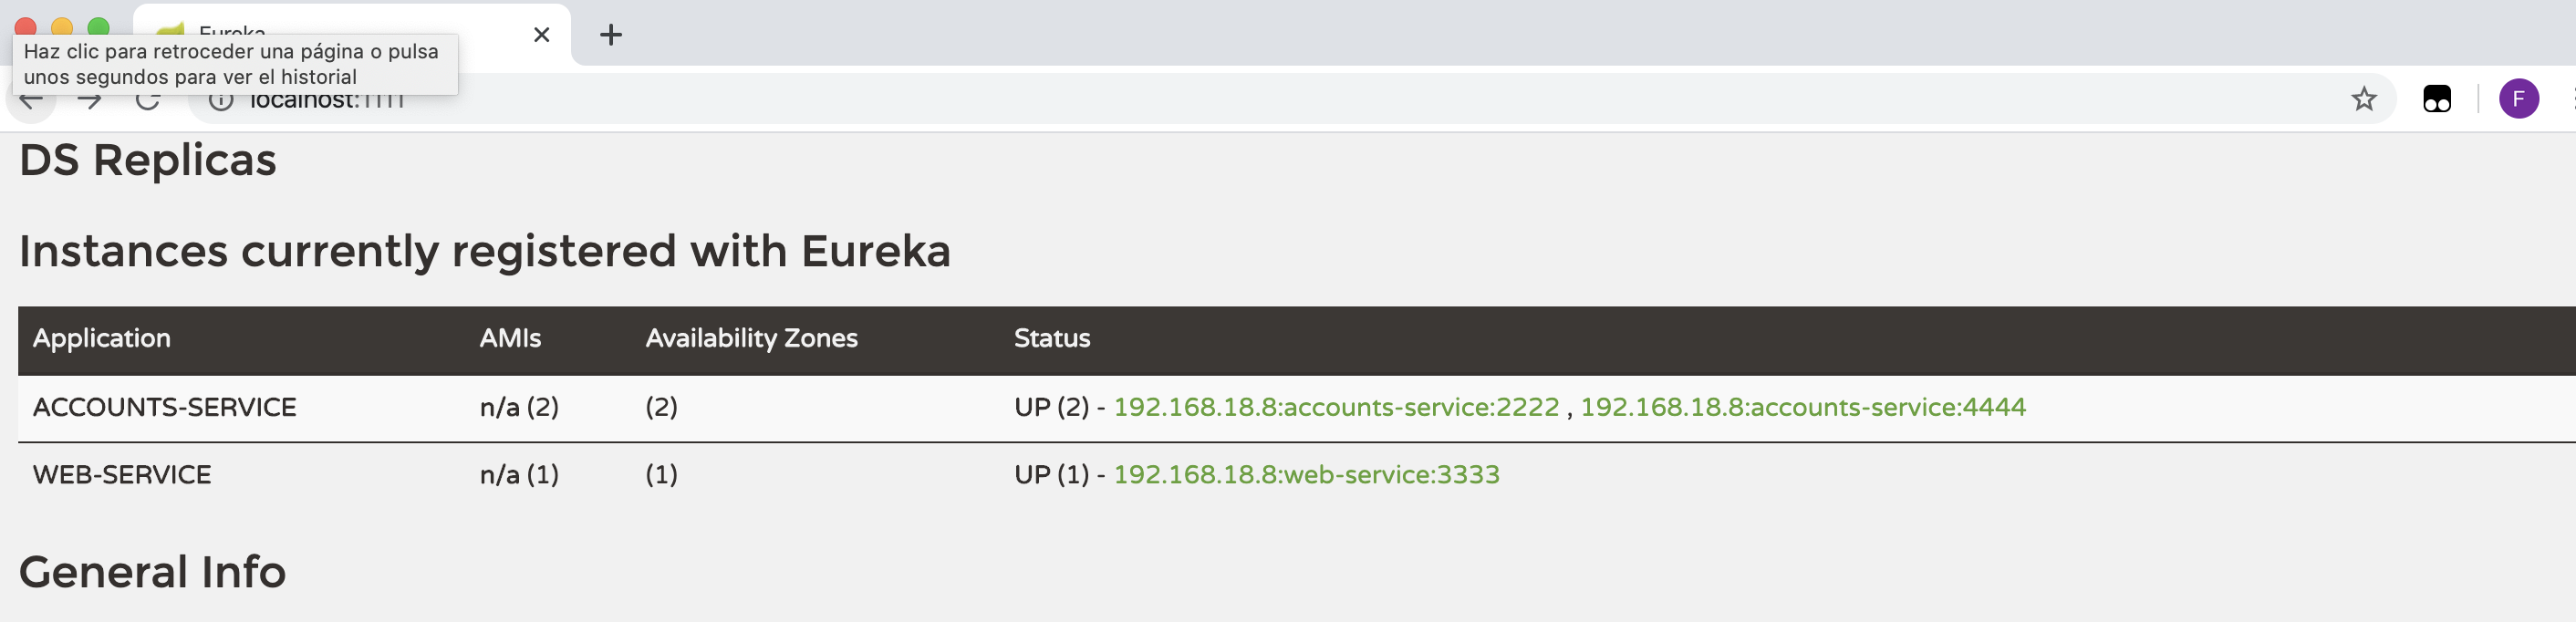 Eureka
Haz clic para retroceder una página o pulsa
unos segundos para ver el historial
localhost:1111
F
DS Replicas
Instances currently registered with Eureka
Application AMIs Availability Zones Status
ACCOUNTS-SERVICE n/a (2) (2) UP (2) - 192.168.18.8:accounts-service:2222 , 192.168.18.8:accounts-service:4444
WEB-SERVICE n/a (1) (1) UP (1) - 192.168.18.8:web-service:3333
General Info